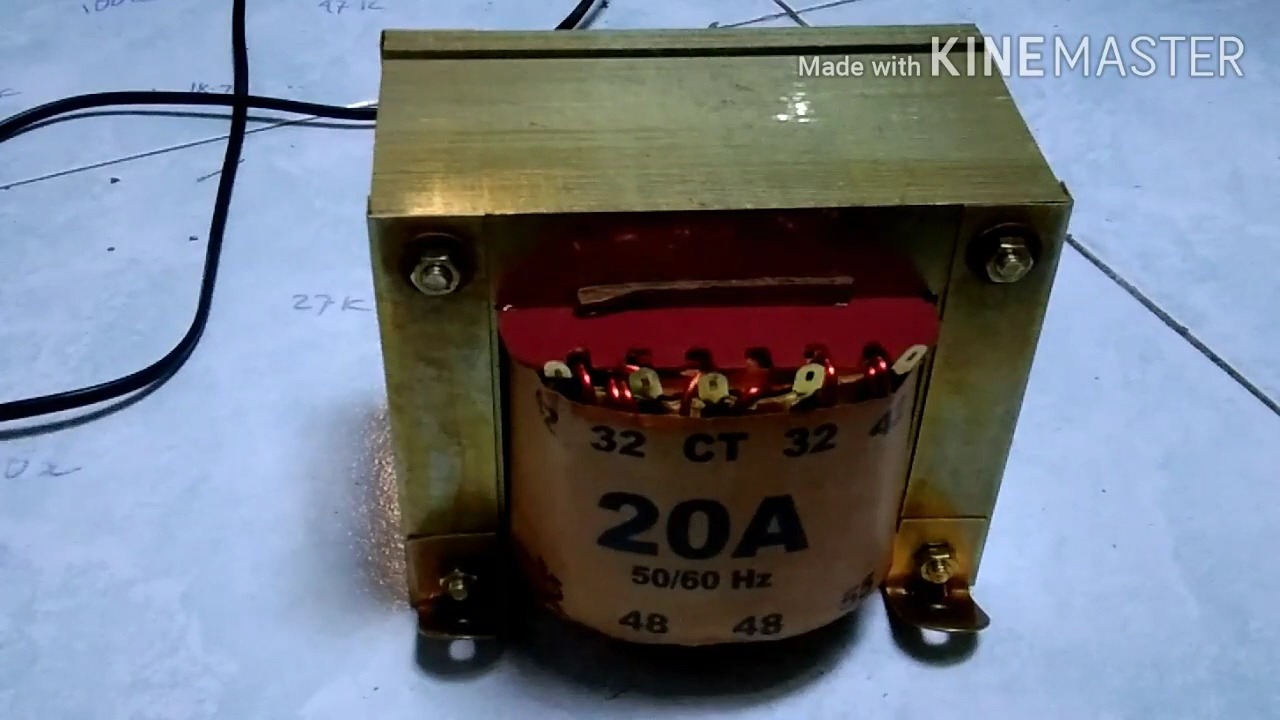 47K
Made with KINEMASTER
27K
32 CT 32
20A
50/60 Hz
48 48